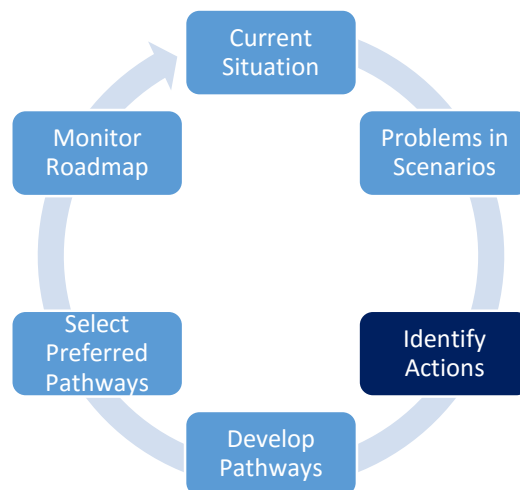 Current
Situation
Problems in
Scenarios
Identify
Actions
Develop
Pathways
Select
Preferred
Pathways
Monitor
Roadmap